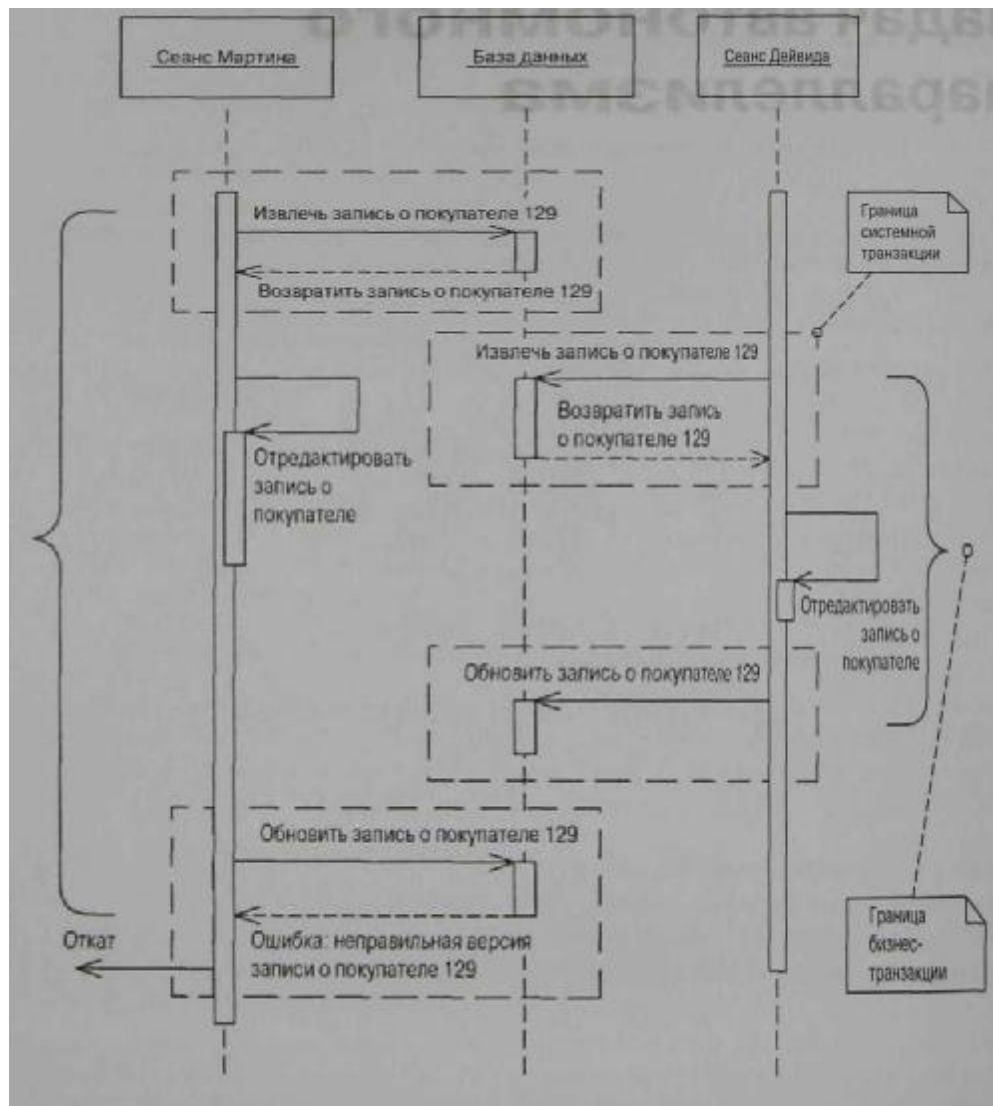 Сеанс Мартина
База данных
Сеанс Дейвида
Извлечь запись о покупателе 129
Возвратить запись о покупателе 129
Граница
системной
транзакции
Извлечь запись о покупателе 129
Возвратить запись
о покупателе 129
Отредактировать
запись о
покупателе
Отредактировать
запись о
покупателе
Обновить запись о покупателе 129
Обновить запись о покупателе 129
Откат
Ошибка: неправильная версия
записи о покупателе 129
Граница
бизнес-
транзакции